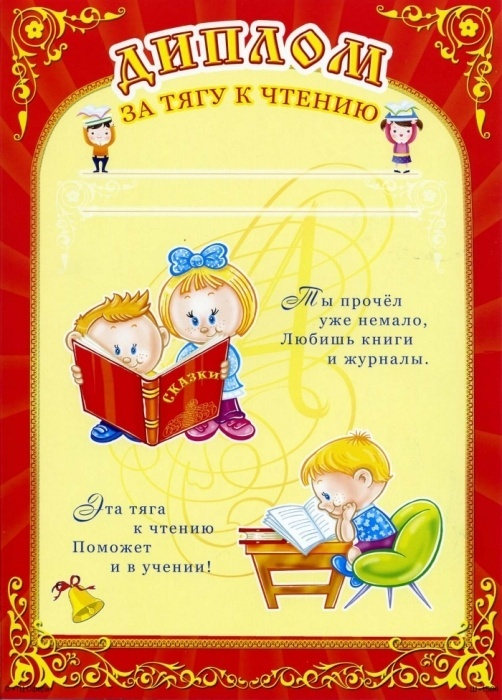 ДИПЛОМ
ЗА ТЯГУ К ЧТЕНИЮ
Ты прочёл
уже немало,
Любишь книги
и журналы.
СКАЗКИ
Эта тяга
к чтению
Поможет
и в учении!